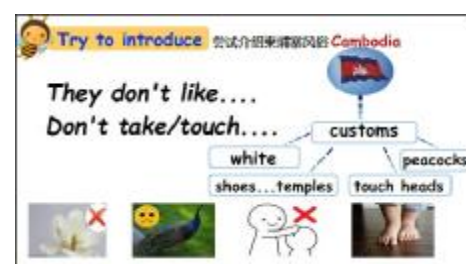 Try to introduce 尝试介绍柬埔寨风俗 Cambodia
They don't like....
Don't take/touch....
customs
white
peacocks
shoes...temples
touch heads